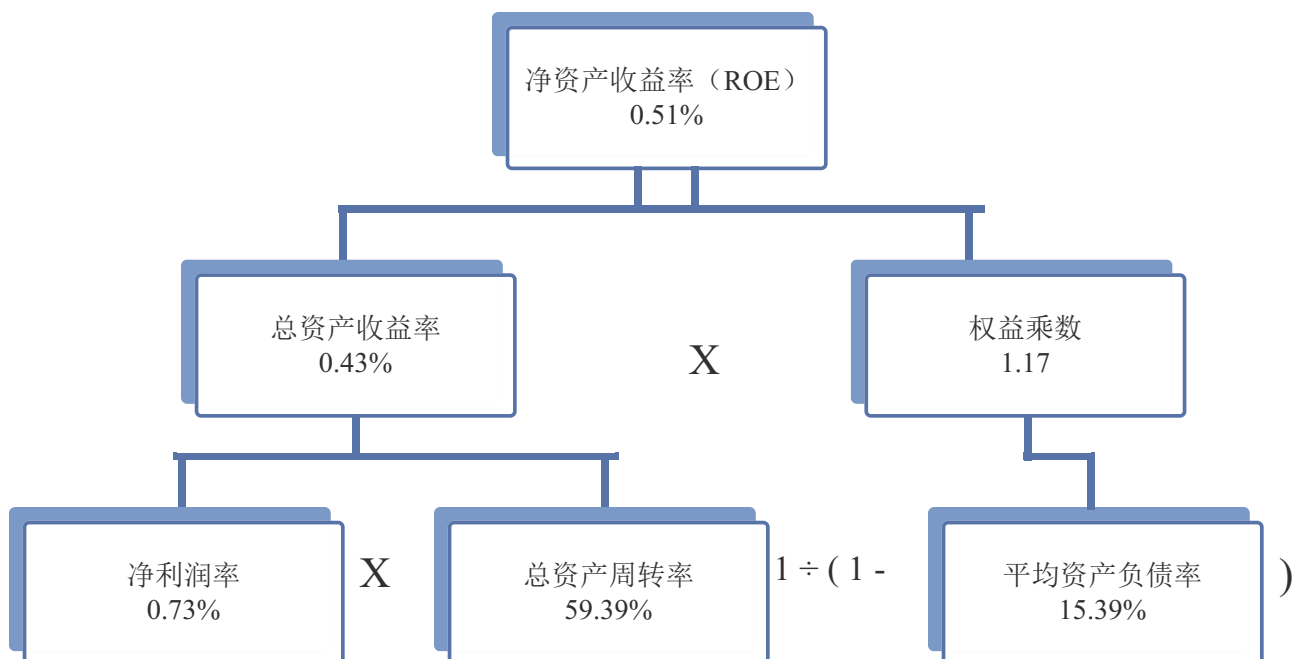 净资产收益率（ROE）
0.51%
总资产收益率
0.43%
X
权益乘数
1.17
净利润率
0.73%
X
总资产周转率
59.39%
1 ÷ ( 1 -
平均资产负债率
15.39%
)